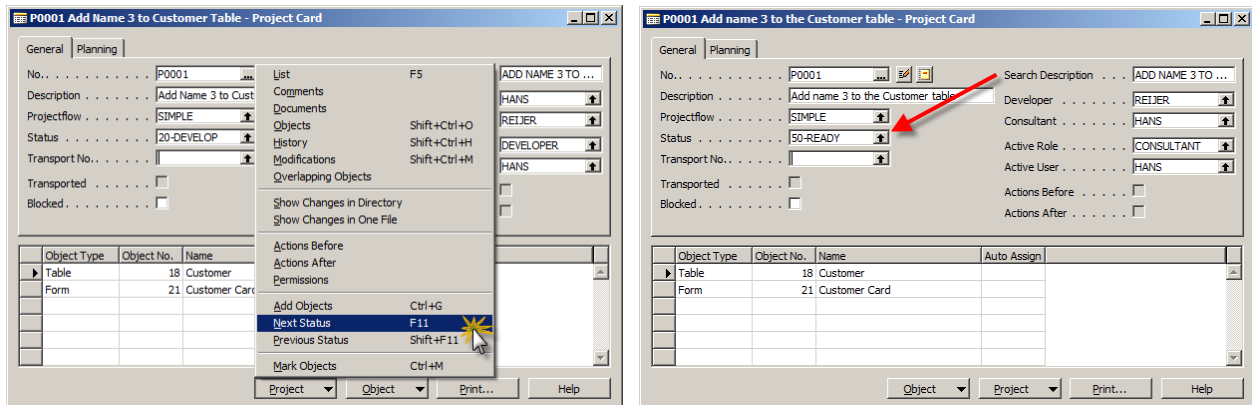 P0001 Add Name 3 to Customer Table - Project Card
General Planning
No. P0001 ... ADD NAME 3 TO ...
Description Add Name 3 to Cust HANS
Projectflow SIMPLE REIJER
Status 20-DEVELOP DEVELOPER
Transport No. HANS
Transported
Blocked
Object Type Object No. Name
Table 18 Customer
Form 21 Customer Card
List F5
Comments
Documents
Objects Shift+Ctrl+O
History Shift+Ctrl+H
Modifications Shift+Ctrl+M
Overlapping Objects
Show Changes in Directory
Show Changes in One File
Actions Before
Actions After
Permissions
Add Objects Ctrl+G
Next Status F11
Previous Status Shift+F11
Mark Objects Ctrl+M
Project Object Print... Help
P0001 Add name 3 to the Customer table - Project Card
General Planning
No. P0001 ... Search Description ADD NAME 3 TO ...
Description Add name 3 to the Customer table Developer REIJER
Projectflow SIMPLE Consultant HANS
Status 50-READY Active Role CONSULTANT
Transport No. Active User HANS
Transported Actions Before
Blocked Actions After
Object Type Object No. Name Auto Assign
Table 18 Customer
Form 21 Customer Card
Object Project Print... Help